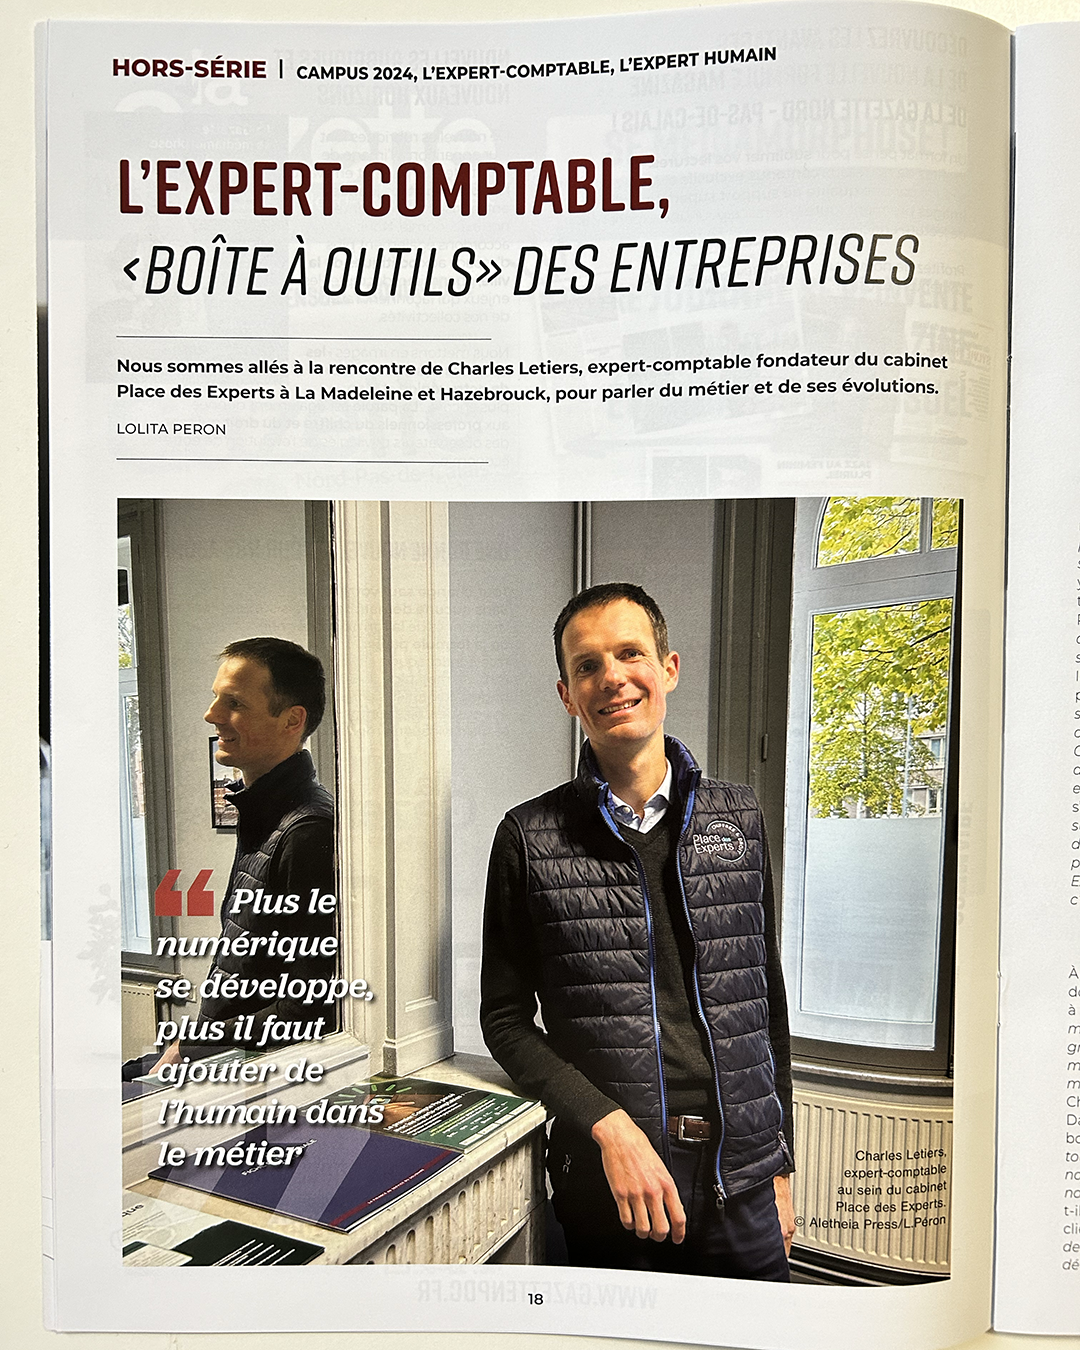 HORS-SÉRIE | CAMPUS 2024, L'EXPERT-COMPTABLE, L'EXPERT HUMAIN
L'EXPERT-COMPTABLE,
‹BOÎTE À OUTILS» DES ENTREPRISES
Nous sommes allés à la rencontre de Charles Letiers, expert-comptable fondateur du cabinet
Place des Experts à La Madeleine et Hazebrouck, pour parler du métier et de ses évolutions.
LOLITA PERON
Place des
Experts
“ Plus le
numérique
se développe,
plus il faut
ajouter de
l'humain dans
le métier
Charles Letiers,
expert-comptable
au sein du cabinet
Place des Experts.
© Aletheia Press/L.Péron
18